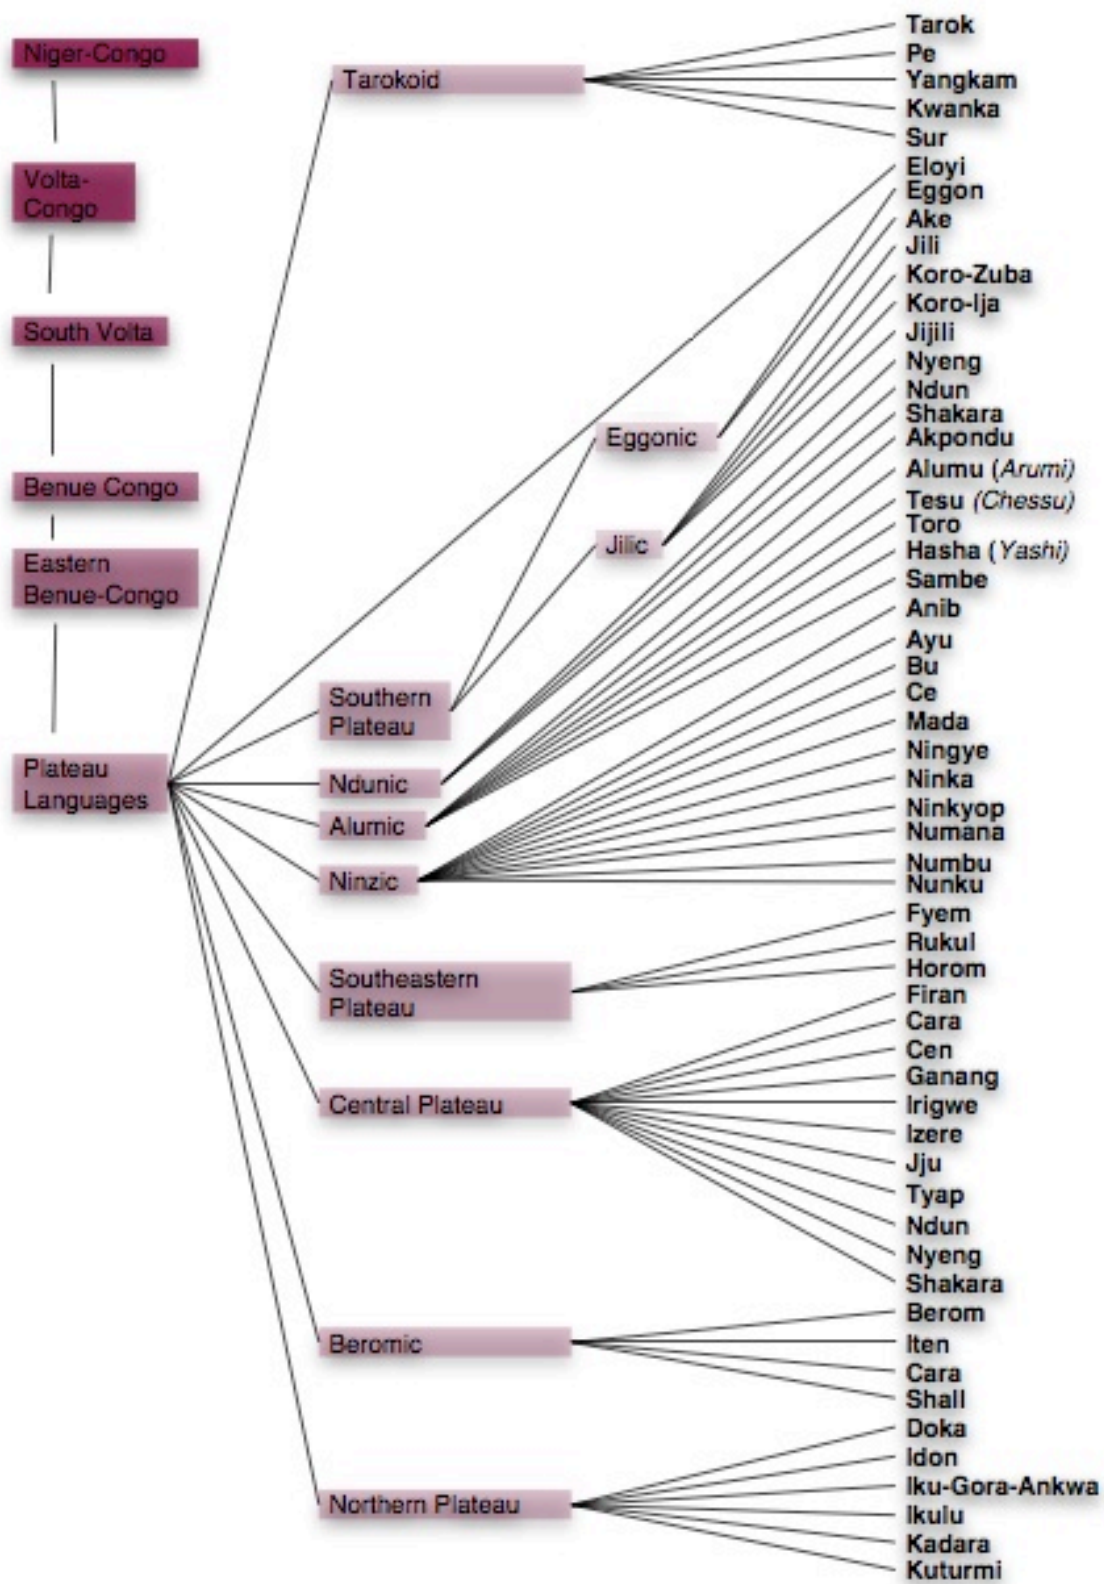 Niger-Congo
Volta-
Congo
South Volta
Benue Congo
Eastern
Benue-Congo
Plateau
Languages
Tarokoid
Eggonic
Jilic
Southern
Plateau
Ndunic
Alumic
Ninzic
Southeastern
Plateau
Central Plateau
Beromic
Northern Plateau
Tarok
Pe
Yangkam
Kwanka
Sur
Eloyi
Eggon
Ake
Jili
Koro-Zuba
Koro-Ija
Jijili
Nyeng
Ndun
Shakara
Akpondu
Alumu (Arumi)
Tesu (Chessu)
Toro
Hasha (Yashi)
Sambe
Anib
Ayu
Bu
Ce
Mada
Ningye
Ninka
Ninkyop
Numana
Numbu
Nunku
Fyem
Rukul
Horom
Firan
Cara
Cen
Ganang
Irigwe
Izere
Jju
Tyap
Ndun
Nyeng
Shakara
Berom
Iten
Cara
Shall
Doka
Idon
Iku-Gora-Ankwa
Ikulu
Kadara
Kuturmi